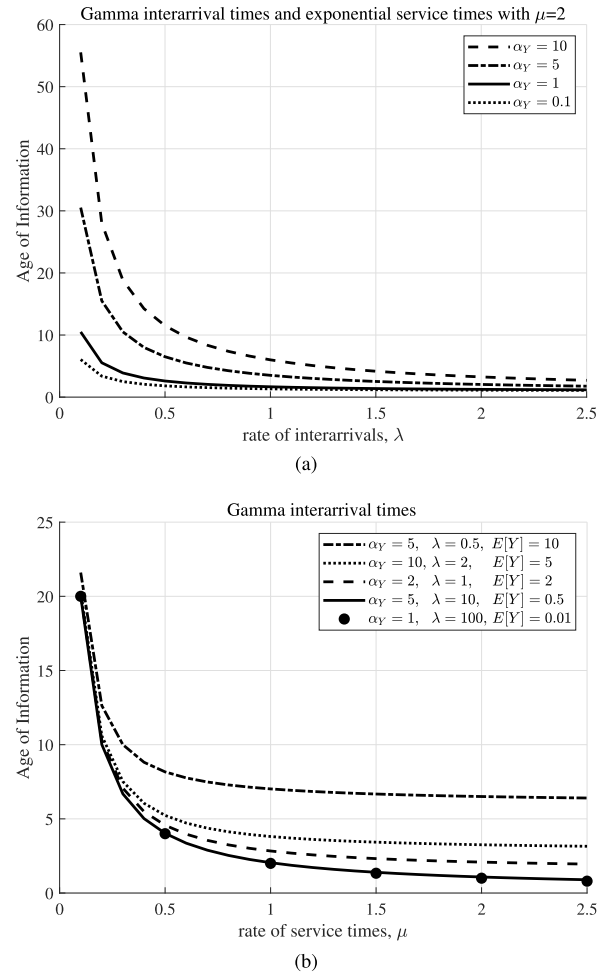 Gamma interarrival times and exponential service times with μ=2
60
50
40
30
20
10
0
Age of Information
α_Y = 10
α_Y = 5
α_Y = 1
α_Y = 0.1
0 0.5 1 1.5 2 2.5
rate of interarrivals, λ
(a)
Gamma interarrival times
25
20
15
10
5
0
Age of Information
α_Y = 5, λ = 0.5, E[Y] = 10
α_Y = 10, λ = 2, E[Y] = 5
α_Y = 2, λ = 1, E[Y] = 2
α_Y = 5, λ = 10, E[Y] = 0.5
α_Y = 1, λ = 100, E[Y] = 0.01
0 0.5 1 1.5 2 2.5
rate of service times, μ
(b)